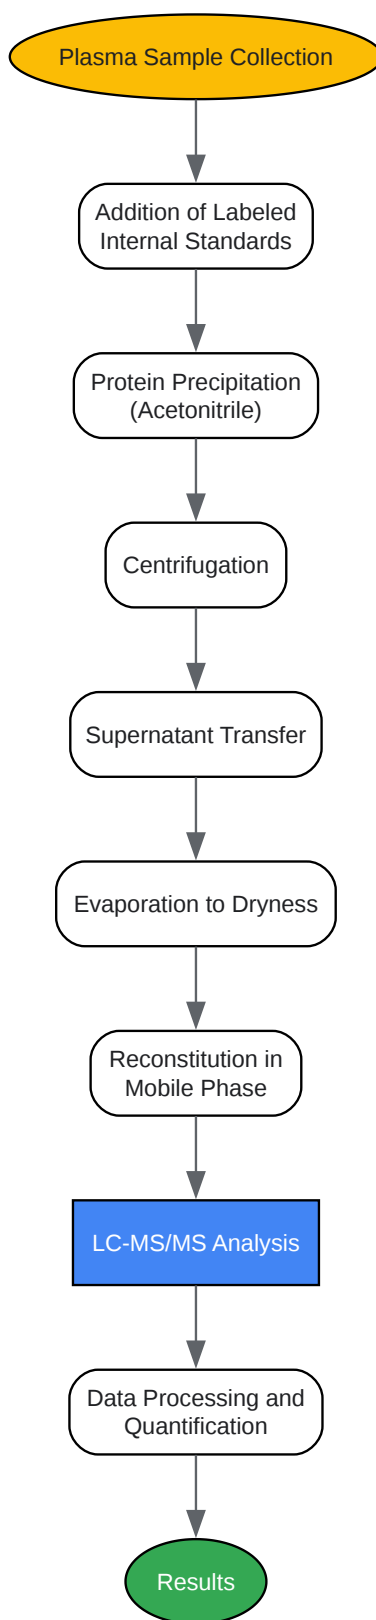 Plasma Sample Collection
Addition of Labeled
Internal Standards
Protein Precipitation
(Acetonitrile)
Centrifugation
Supernatant Transfer
Evaporation to Dryness
Reconstitution in
Mobile Phase
LC-MS/MS Analysis
Data Processing and
Quantification
Results